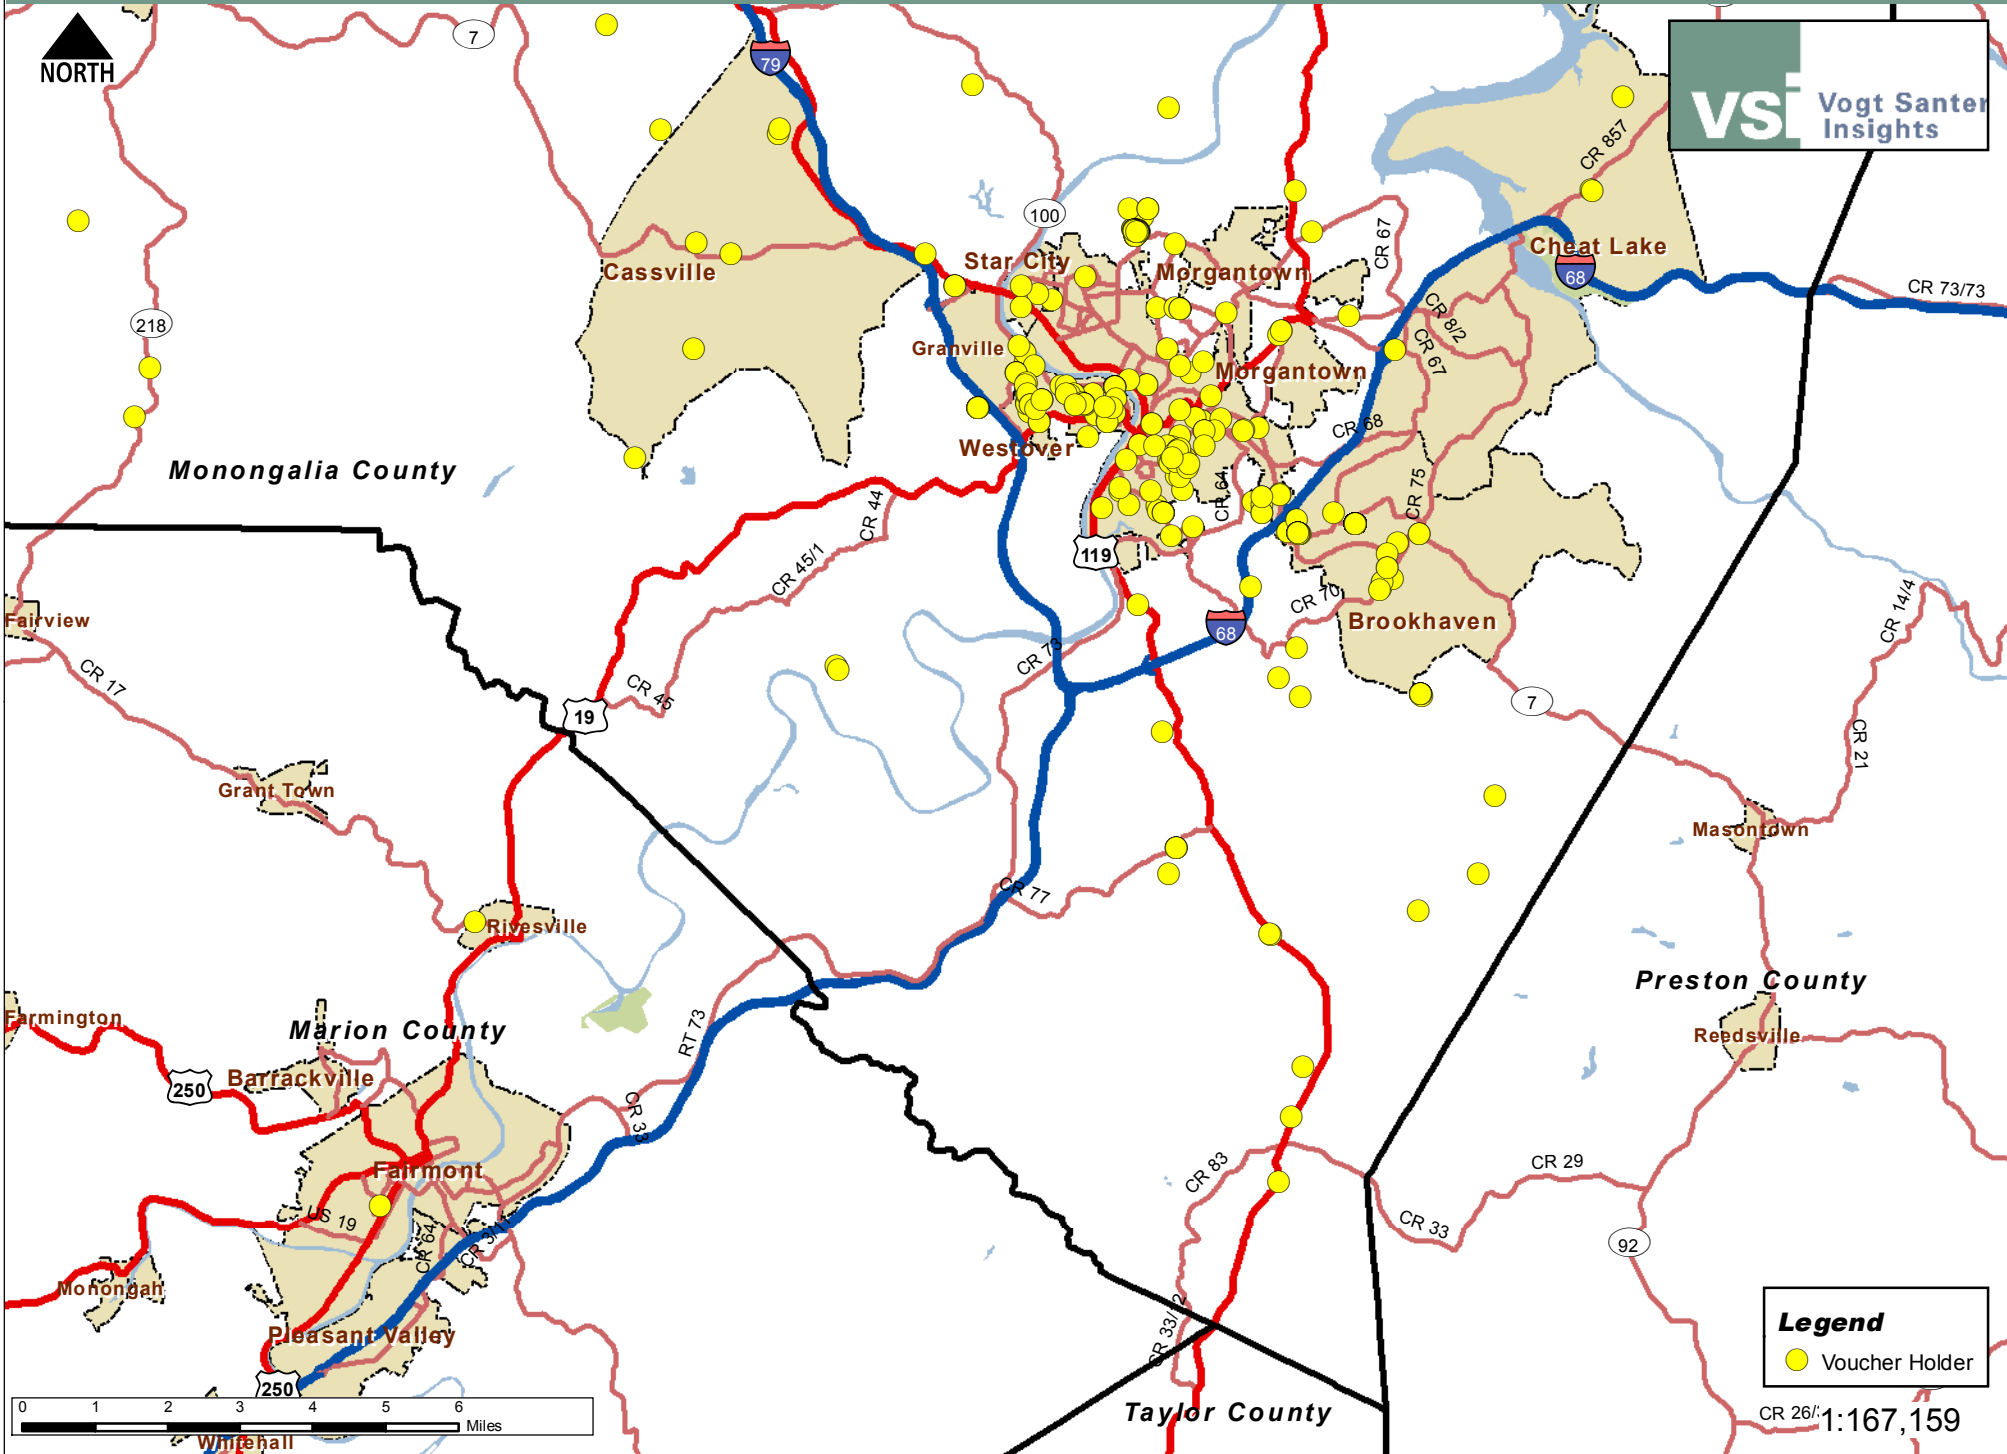 NORTH
7
79
vsi
Vogt Santer
Insights
CR 857
100
218
Cassville
Star City
Morgantown
CR 67
Cheat Lake
68
CR 73/73
Granville
CR 8/2
CR 67
Morgantown
Westover
CR 68
Monongalia County
CR 44
CR 64
CR 75
CR 45/1
119
Fairview
CR 17
CR 45
19
CR 73
68
CR 70
Brookhaven
CR 14/4
7
CR 21
Grant Town
Masontown
CR 77
Rivesville
Preston County
Farmington
Marion County
RT 73
Reedsville
250
Barrackville
CR 33
Fairmont
CR 83
CR 29
US 19
CR 64
CR 3/11
CR 33
92
Monongah
Pleasant Valley
Legend
Voucher Holder
250
0 1 2 3 4 5 6
Miles
Whitehall
Taylor County
CR 26/
1:167,159